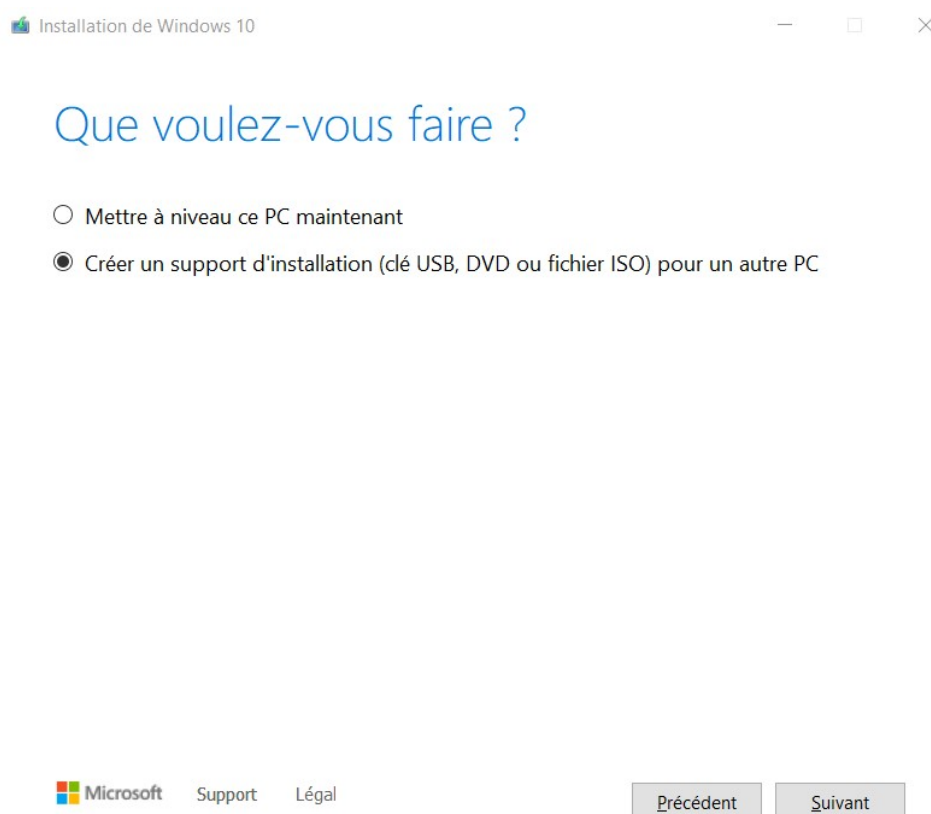 Installation de Windows 10
Que voulez-vous faire ?
Mettre à niveau ce PC maintenant
Créer un support d'installation (clé USB, DVD ou fichier ISO) pour un autre PC
Microsoft Support Légal Précédent Suivant